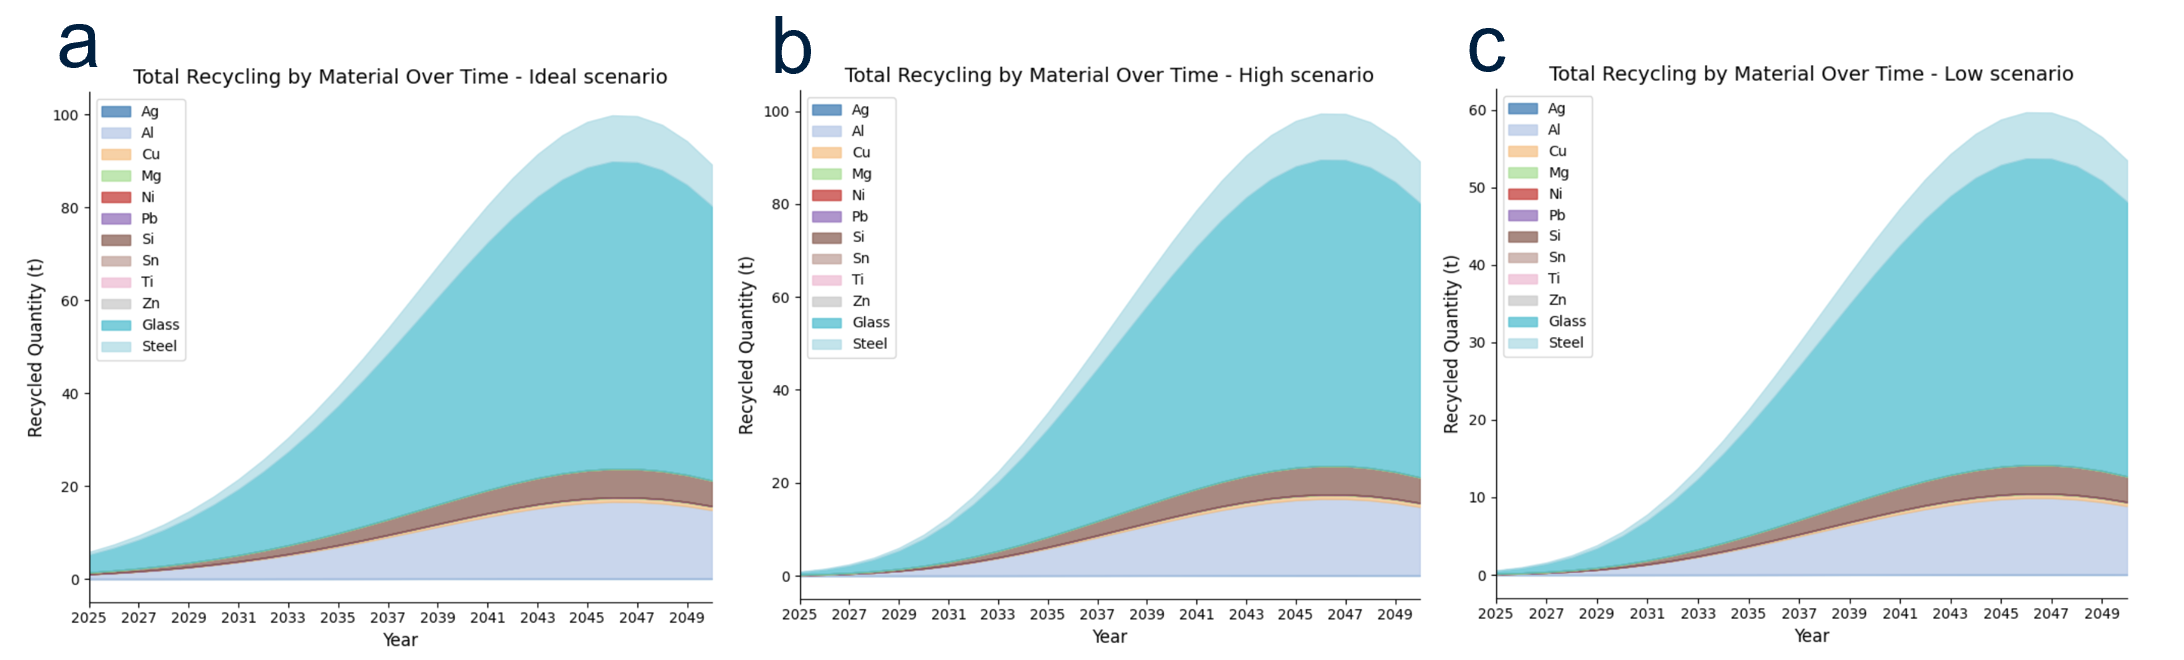 a
Total Recycling by Material Over Time - Ideal scenario
Recycled Quantity (t)
100
80
60
40
20
0
Ag
Al
Cu
Mg
Ni
Pb
Si
Sn
Ti
Zn
Glass
Steel
2025 2027 2029 2031 2033 2035 2037 2039 2041 2043 2045 2047 2049
Year
b
Total Recycling by Material Over Time - High scenario
Recycled Quantity (t)
100
80
60
40
20
0
Ag
Al
Cu
Mg
Ni
Pb
Si
Sn
Ti
Zn
Glass
Steel
2025 2027 2029 2031 2033 2035 2037 2039 2041 2043 2045 2047 2049
Year
c
Total Recycling by Material Over Time - Low scenario
Recycled Quantity (t)
60
50
40
30
20
10
0
Ag
Al
Cu
Mg
Ni
Pb
Si
Sn
Ti
Zn
Glass
Steel
2025 2027 2029 2031 2033 2035 2037 2039 2041 2043 2045 2047 2049
Year